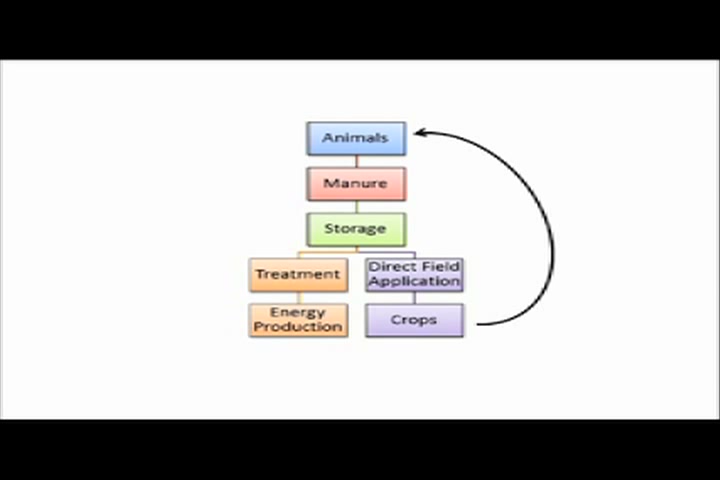 Animals
Manure
Storage
Treatment
Direct Field
Application
Energy
Production
Crops